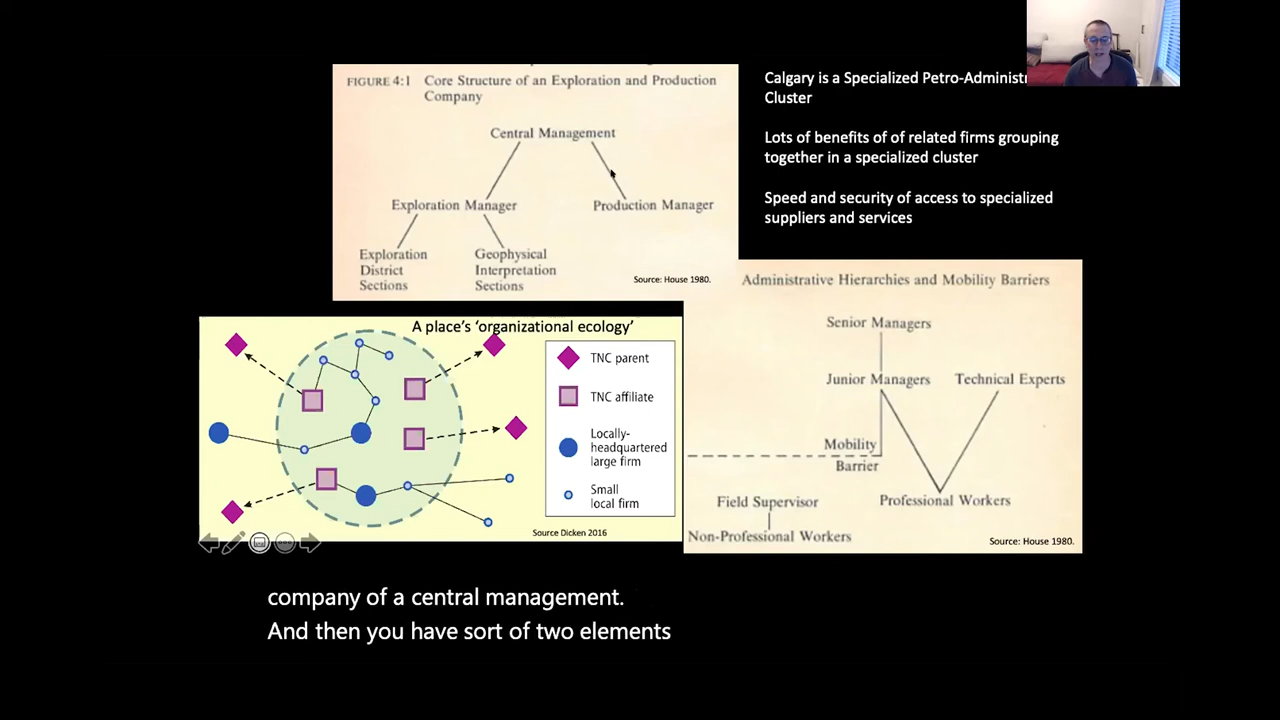 FIGURE 4:1 Core Structure of an Exploration and Production
Company
Central Management
Exploration Manager
Production Manager
Exploration
District
Sections
Geophysical
Interpretation
Sections
Source: House 1980.
Calgary is a Specialized Petro-Administr
Cluster
Lots of benefits of of related firms grouping
together in a specialized cluster
Speed and security of access to specialized
suppliers and services
A place's 'organizational ecology'
TNC parent
TNC affiliate
Locally-
headquartered
large firm
Small
local firm
Source Dicken 2016
Administrative Hierarchies and Mobility Barriers
Senior Managers
Junior Managers
Technical Experts
Mobility
Barrier
Field Supervisor
Professional Workers
Non-Professional Workers
Source: House 1980.
company of a central management.
And then you have sort of two elements